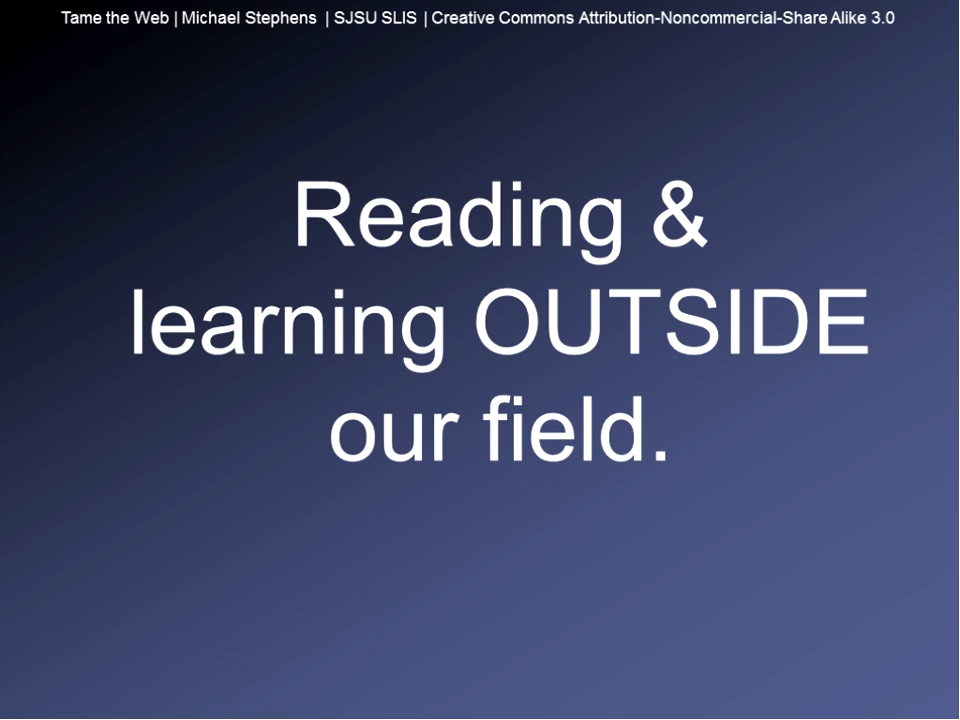 Tame the Web | Michael Stephens | SJSU SLIS | Creative Commons Attribution-Noncommercial-Share Alike 3.0
Reading &
learning OUTSIDE
our field.